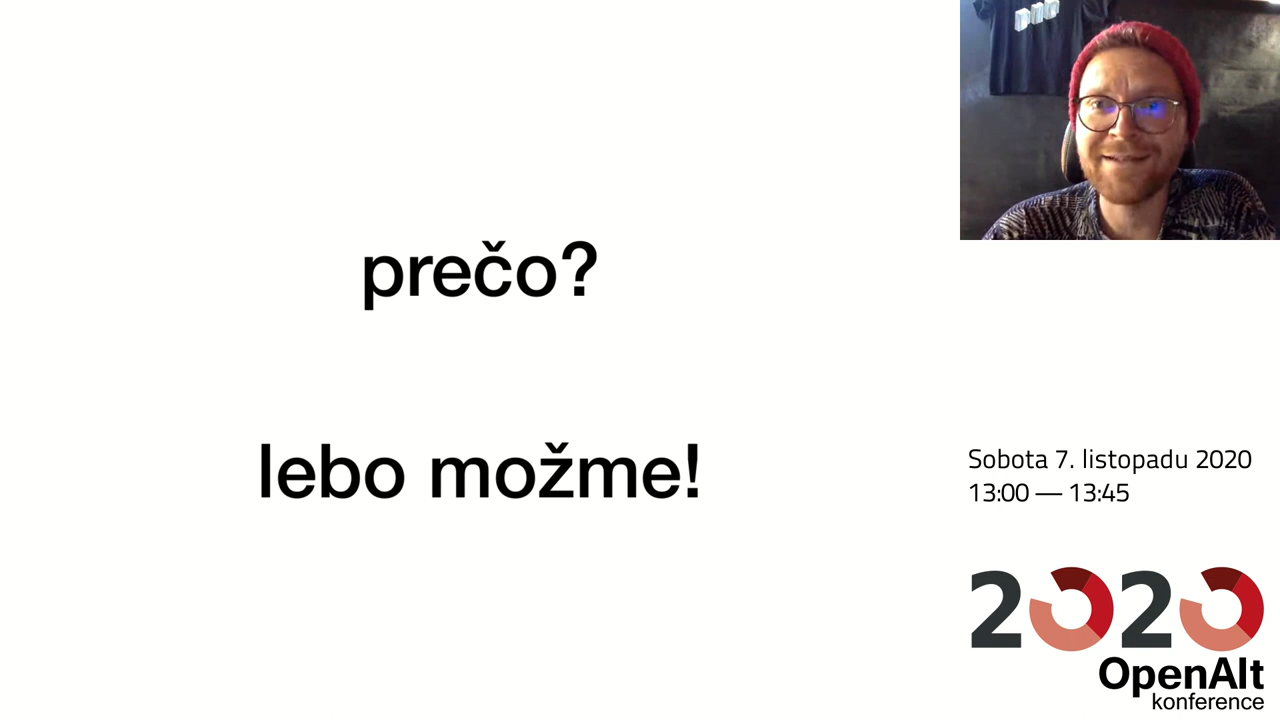 prečo?
lebo možme!
Sobota 7. listopadu 2020
13:00 — 13:45
2020
OpenAlt
konference